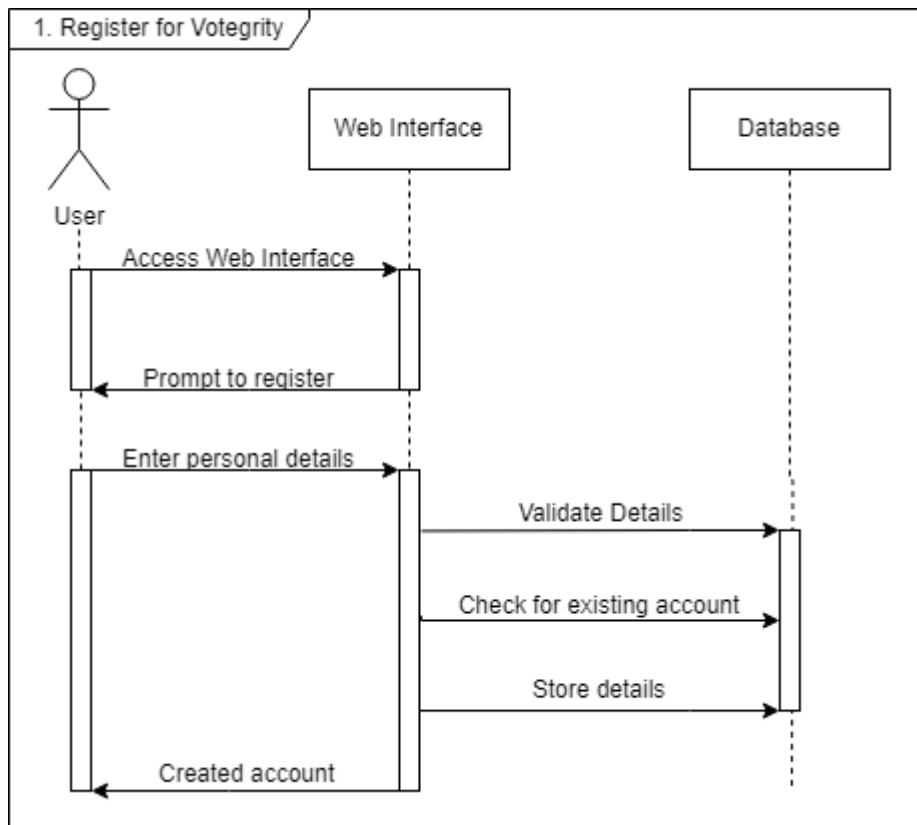 1. Register for Votegrity
Web Interface
Database
User
Access Web Interface
Prompt to register
Enter personal details
Validate Details
Check for existing account
Store details
Created account